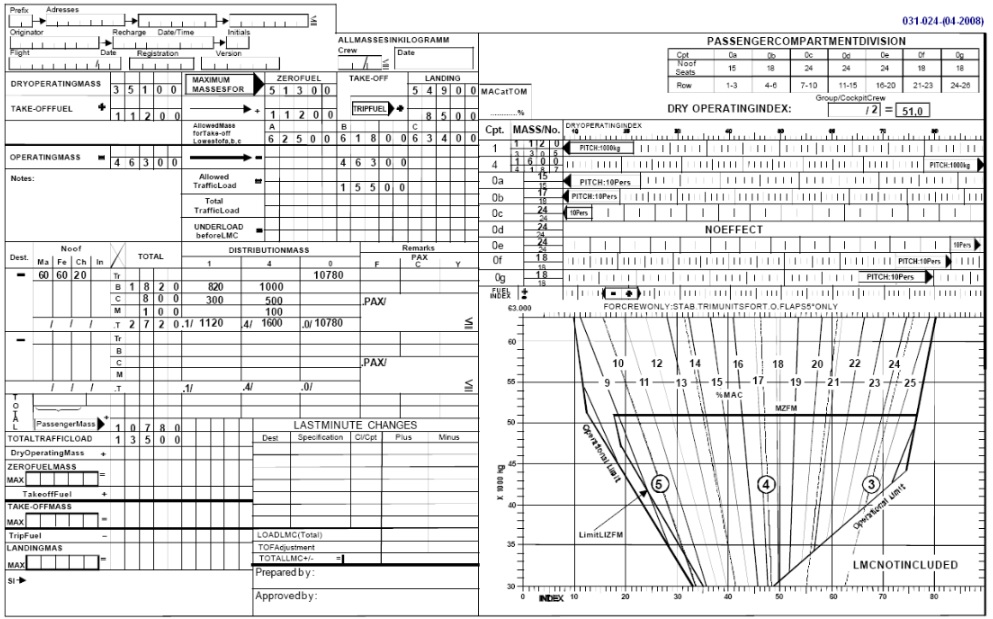 031-024-(04-2008)
Prefix Adresses
Originator Recharge Date/Time Initials
Flight Date Registration Version
ALLMASSESINKILOGRAMM
Crew Date
DRYOPERATINGMASS 3 5 1 0 0 MAXIMUM MASSESFOR ZEROFUEL 5 1 3 0 0 TAKE-OFF LANDING 5 4 9 0 0
TAKE-OFFFUEL + 1 1 2 0 0 + 1 1 2 0 0 TRIPFUEL + 8 5 0 0
AllowedMass forTake-off Lowestofa,b,c A 6 2 5 0 0 B 6 1 8 0 0 C 6 3 4 0 0
OPERATINGMASS = 4 6 3 0 0 - 4 6 3 0 0
Notes:
Allowed TrafficLoad = 1 5 5 0 0
Total TrafficLoad
UNDERLOAD beforeLMC =
Dest. Noof TOTAL DISTRIBUTIONMASS Remarks
Ma Fe Ch In 1 4 0 PAX F C Y
- 60 60 20 Tr 10780
B 1 8 2 0 820 1000
C 8 0 0 300 500 .PAX/
M 1 0 0 100
/ / / .T 2 7 2 0 .1/ 1120 .4/ 1600 .0/ 10780
- Tr
B
C .PAX/
M
/ / / .T .1/ .4/ .0/
TOTAL
PassengerMass + 1 0 7 8 0
TOTALTRAFFICLOAD 1 3 5 0 0
DryOperatingMass +
ZEROFUELMASS
MAX =
TakeoffFuel +
TAKE-OFFMASS
MAX =
TripFuel -
LANDINGMAS
MAX =
SI
LASTMINUTE CHANGES
Dest Specification Cl/Cpt Plus Minus
LOADLMC(Total)
TOFAdjustment
TOTALLMC+/- =
Prepared by:
Approved by:
PASSENGERCOMPARTMENTDIVISION
Cpt 0a 0b 0c 0d 0e 0f 0g
Noof Seats 15 18 24 24 24 18 18
Row 1-3 4-6 7-10 11-15 16-20 21-23 24-26
MACatTOM
%
DRY OPERATINGINDEX: Group/CockpitCrew /2 = 51.0
Cpt. MASS/No. DRYOPERATINGINDEX
1 1 1 2 0 PITCH:1000kg
4 1 6 0 0 PITCH:1000kg
0a 15 PITCH:10Pers
0b 17 18 PITCH:10Pers
0c 24 24 10Pers
0d 24 24 NOEFFECT
0e 24 24 10Pers
0f 18 18 PITCH:10Pers
0g 18 18 PITCH:10Pers
FUEL INDEX - +
FORCREWONLY:STAB.TRIMUNITSFORT.O.FLAPS5°ONLY
63.000
60
10 12 14 16 18 20 22 24
9 11 13 15 17 19 21 23 25
%MAC
MZFM
55
50
45
40
35
30
X 1000 kg
Operational Limit
5 4 3
Operational Limit
LimitLIZFM
LMCNOTINCLUDED
0 INDEX 10 20 30 40 50 60 70 80